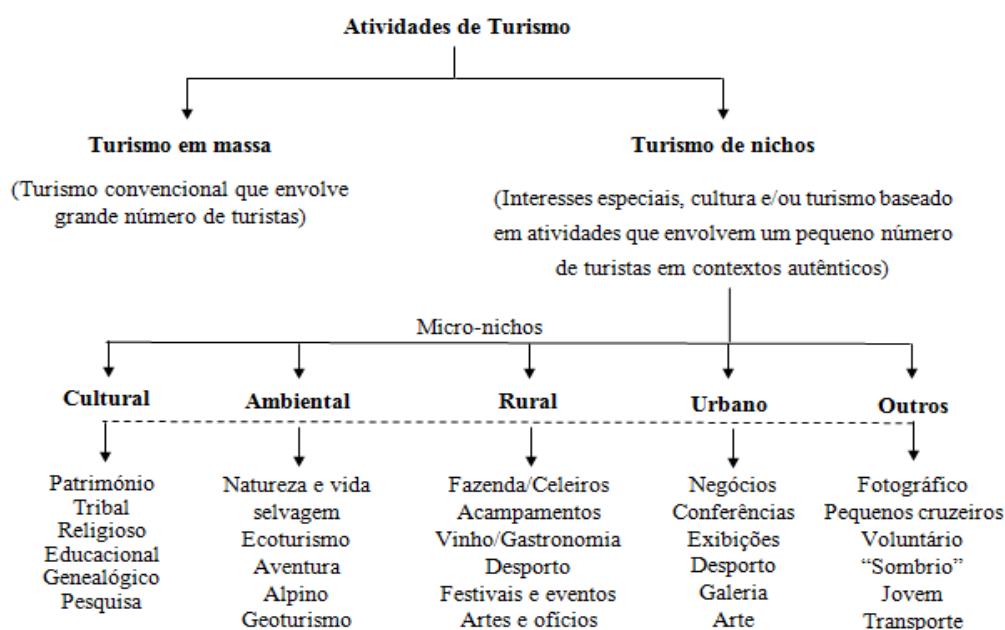 Atividades de Turismo
Turismo em massa
(Turismo convencional que envolve
grande número de turistas)
Turismo de nichos
(Interesses especiais, cultura e/ou turismo baseado
em atividades que envolvem um pequeno número
de turistas em contextos autênticos)
Micro-nichos
Cultural
Património
Tribal
Religioso
Educacional
Genealógico
Pesquisa
Ambiental
Natureza e vida
selvagem
Ecoturismo
Aventura
Alpino
Geoturismo
Rural
Fazenda/Celeiros
Acampamentos
Vinho/Gastronomia
Desporto
Festivais e eventos
Artes e ofícios
Urbano
Negócios
Conferências
Exibições
Desporto
Galeria
Arte
Outros
Fotográfico
Pequenos cruzeiros
Voluntário
“Sombrio”
Jovem
Transporte